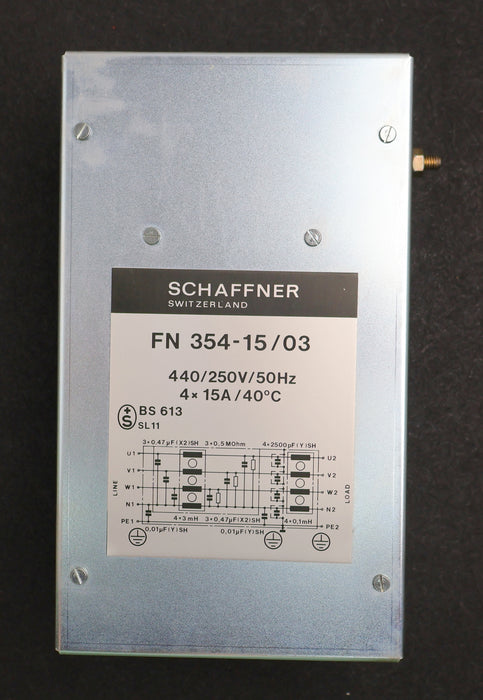 SCHAFFNER
SWITZERLAND
FN 354-15/03
440/250V/50Hz
4× 15A/40°C
+S BS 613
SL11
3×0.47µF(X2)SH 3×0.5MOhm 4×2500pF(Y)SH
U1 U2
V1 V2
LINE W1 W2 LOAD
N1 N2
PE1 4×3mH 3×0,47µF(X2)SH 4×0,1mH PE2
0,01µF(Y)SH 0,01µF(Y)SH